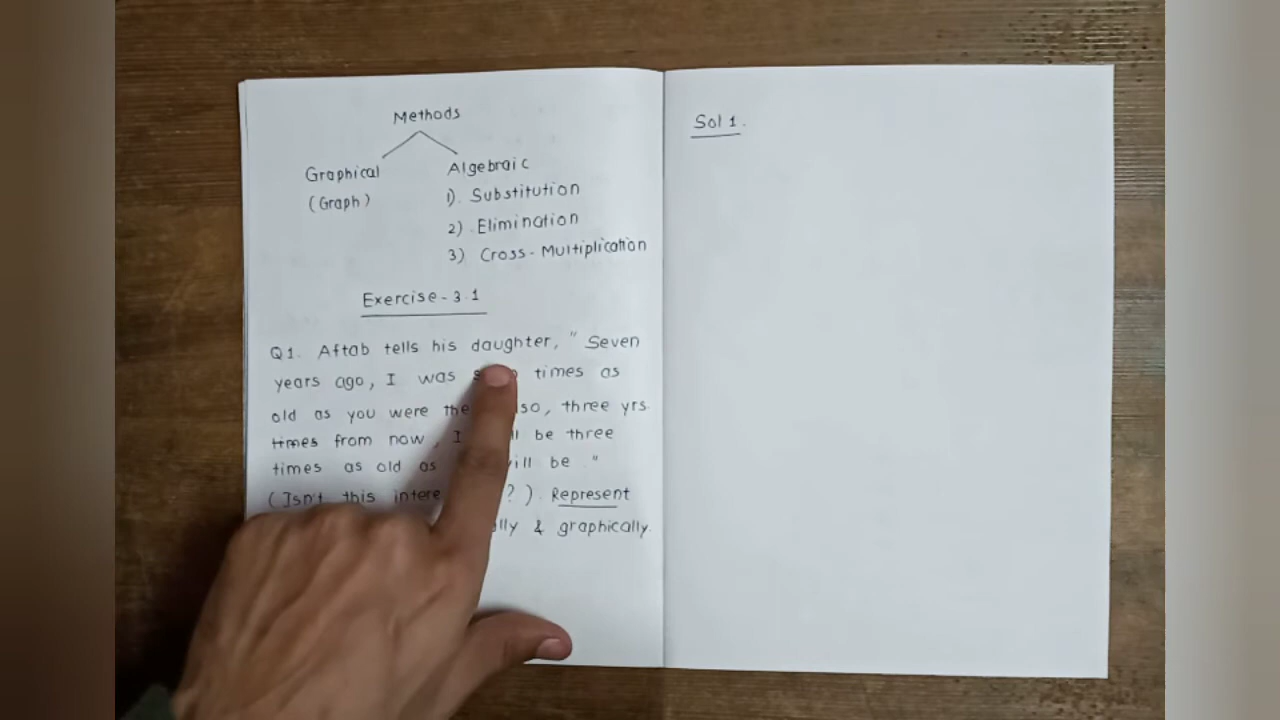 Methods
Graphical
(Graph)
Algebraic
1). Substitution
2) . Elimination
3) Cross - Multiplication
Exercise - 3.1
Q1. Aftab tells his daughter, " Seven
years ago, I was times as
old as you were three yrs.
times from now, I be three
times as old as be "
(Isn't this ? ). Represent
& graphically.
Sol 1.